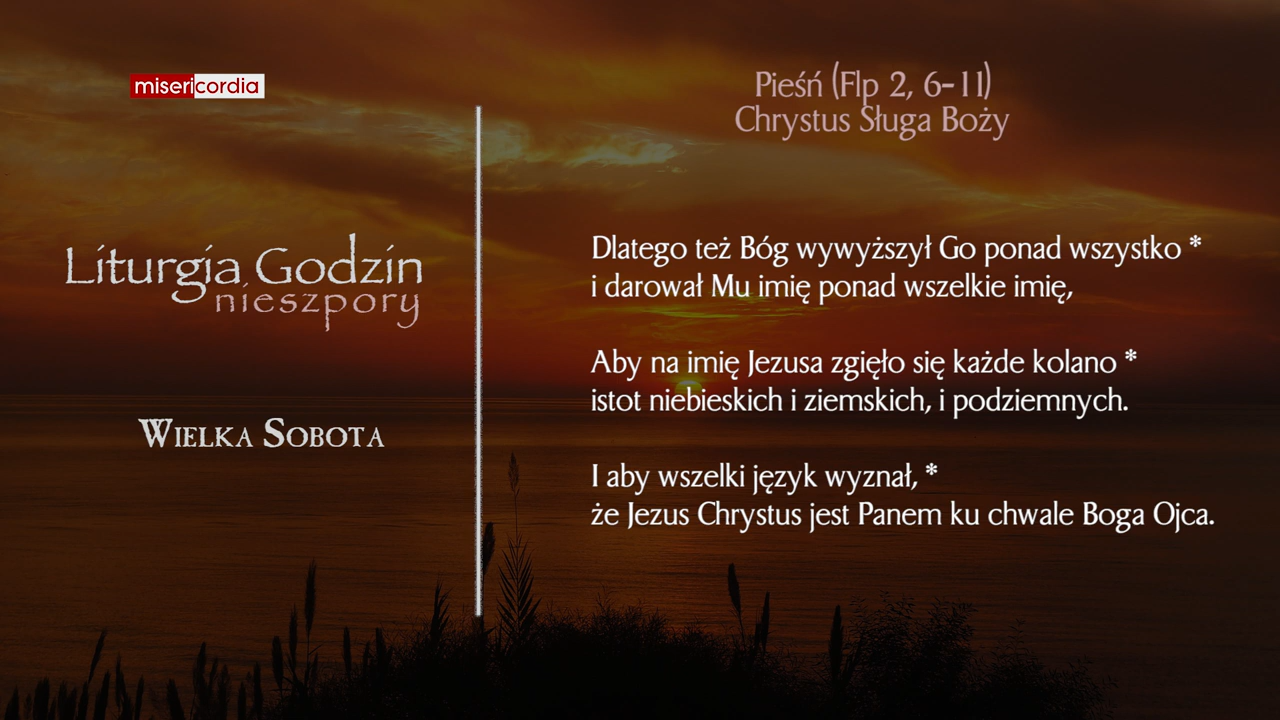 misericordia
Liturgia Godzin
nieszpory
Wielka Sobota
Pieśń (Flp 2, 6-11)
Chrystus Sługa Boży
Dlatego też Bóg wywyższył Go ponad wszystko *
i darował Mu imię ponad wszelkie imię,
Aby na imię Jezusa zgięło się każde kolano *
istot niebieskich i ziemskich, i podziemnych.
I aby wszelki język wyznał, *
że Jezus Chrystus jest Panem ku chwale Boga Ojca.